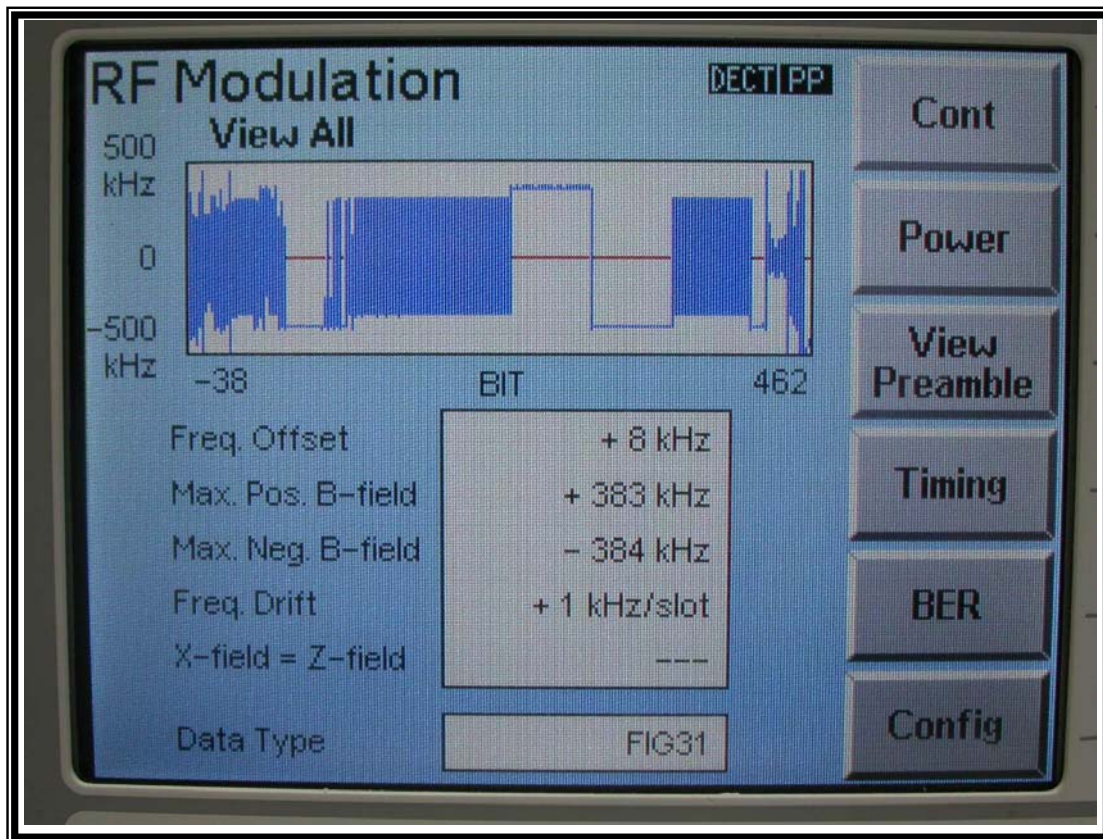 RF Modulation
DECT PP
View All
500
kHz
0
-500
kHz
-38
BIT
462
Freq. Offset + 8 kHz
Max. Pos. B-field + 383 kHz
Max. Neg. B-field - 384 kHz
Freq. Drift + 1 kHz/slot
X-field = Z-field ---
Data Type FIG31
Cont
Power
View
Preamble
Timing
BER
Config